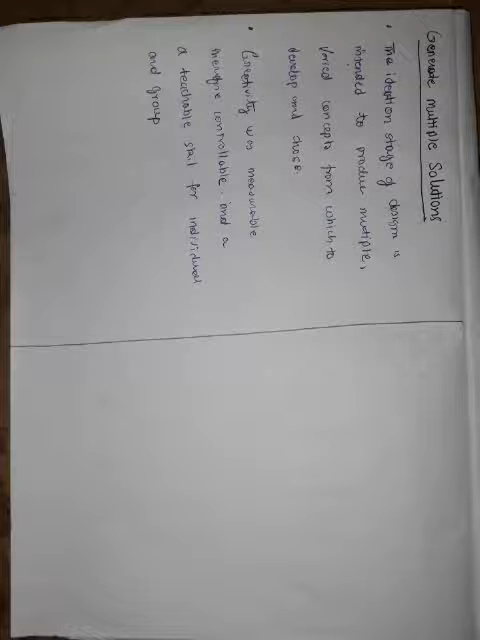 Generate Multiple Solutions
• The idention stage of design is
intended to produce multiple,
varied concepts from which to
develop and chose.
• Creativity was measurable
therefore controllable. and a
a teachable skill for individual
and group